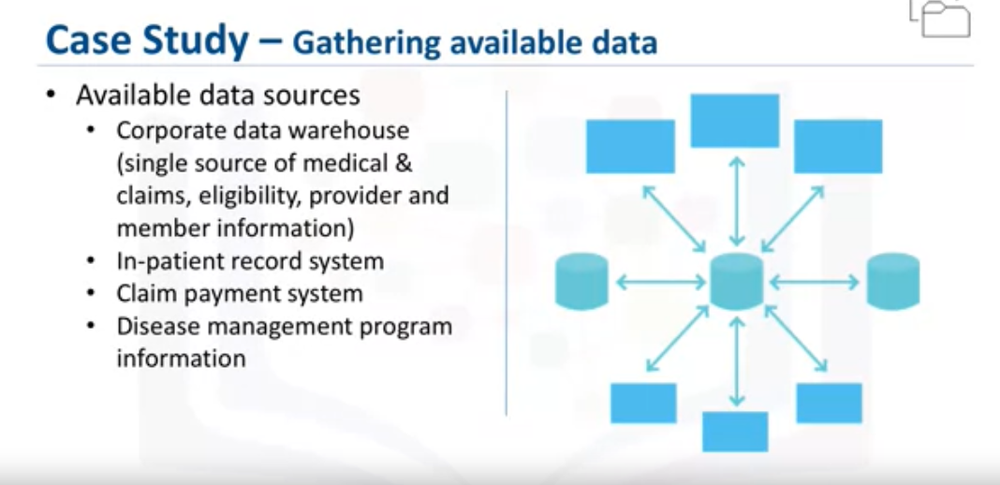 Case Study – Gathering available data
• Available data sources
• Corporate data warehouse
(single source of medical &
claims, eligibility, provider and
member information)
• In-patient record system
• Claim payment system
• Disease management program
information